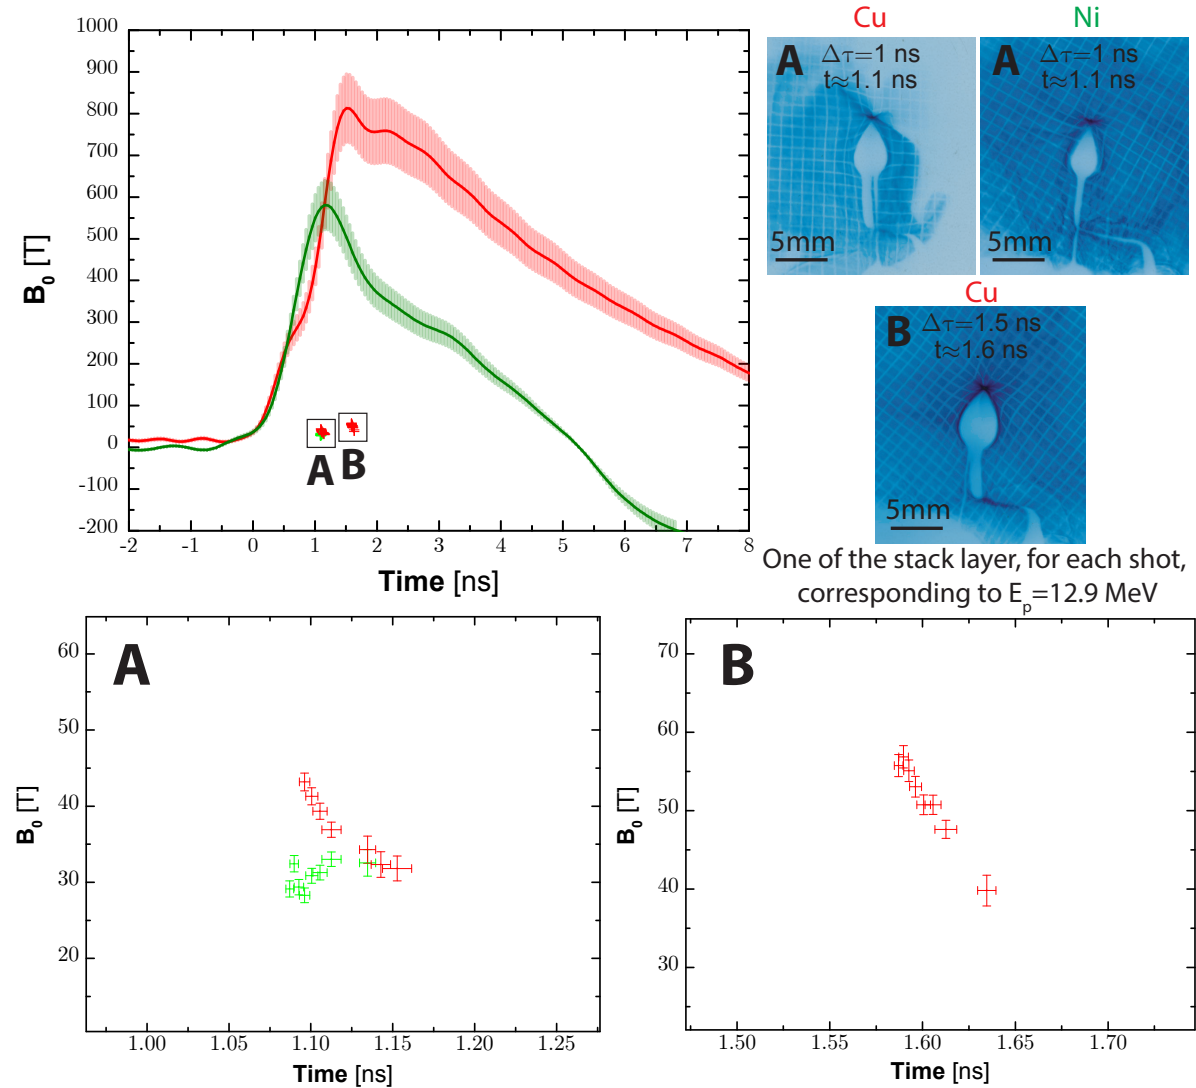 1000
900
800
700
600
500
400
300
200
100
0
-100
-200
B₀ [T]
-2 -1 0 1 2 3 4 5 6 7 8
Time [ns]
A
B
Cu
A
Δτ=1 ns
t≈1.1 ns
5mm
Ni
A
Δτ=1 ns
t≈1.1 ns
5mm
Cu
B
Δτ=1.5 ns
t≈1.6 ns
5mm
One of the stack layer, for each shot,
corresponding to E_p=12.9 MeV
A
60
50
40
30
20
B₀ [T]
1.00 1.05 1.10 1.15 1.20 1.25
Time [ns]
B
70
60
50
40
30
B₀ [T]
1.50 1.55 1.60 1.65 1.70
Time [ns]